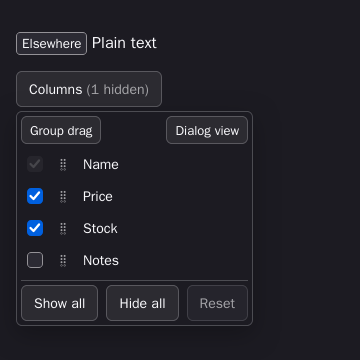 Elsewhere Plain text
Columns (1 hidden)
Group drag Dialog view
Name
Price
Stock
Notes
Show all Hide all Reset